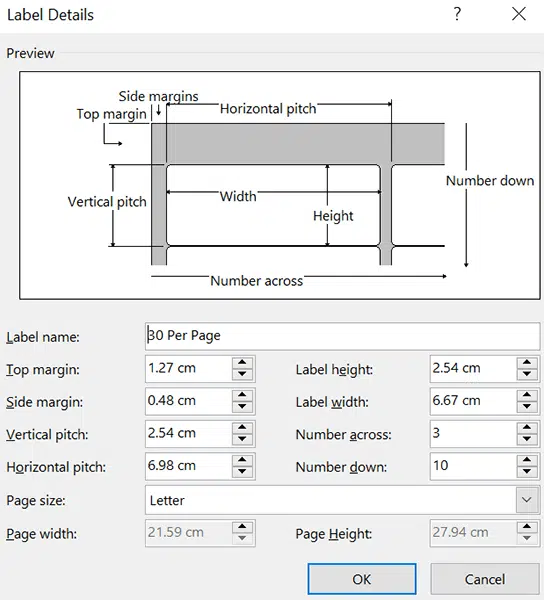 Label Details
Preview
Side margins
Top margin
Horizontal pitch
Vertical pitch
Width
Height
Number down
Number across
Label name: 30 Per Page
Top margin: 1.27 cm Label height: 2.54 cm
Side margin: 0.48 cm Label width: 6.67 cm
Vertical pitch: 2.54 cm Number across: 3
Horizontal pitch: 6.98 cm Number down: 10
Page size: Letter
Page width: 21.59 cm Page Height: 27.94 cm
OK Cancel